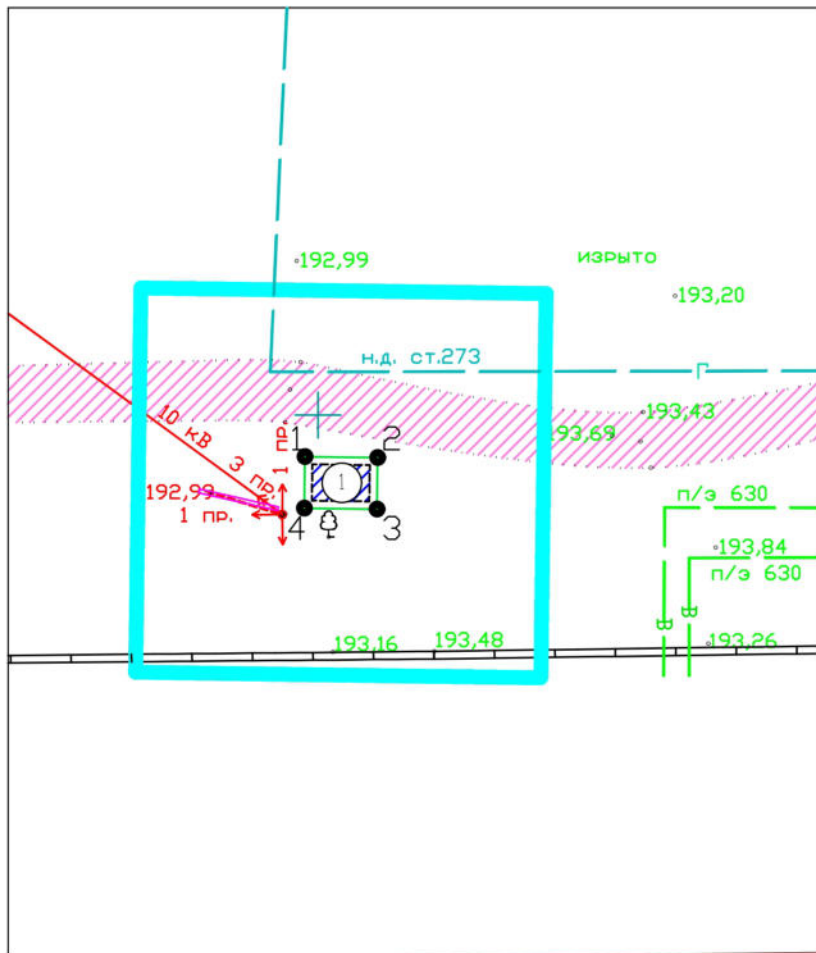 192,99
ИЗРЫТО
193,20
н.д. ст.273
Г
193,43
10 кВ
3 пр.
1 ПР.
193,69
1
2
1
192,99
1 пр.
4
3
п/э 630
193,84
п/э 630
В
В
193,16
193,48
193,26